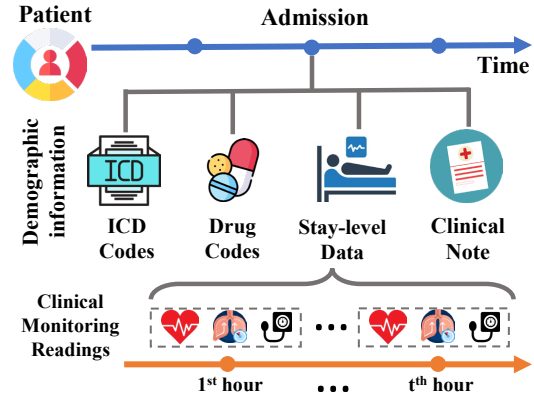 Patient
Admission
Time
Demographic
information
ICD
ICD
Codes
Drug
Codes
Stay-level
Data
Clinical
Note
Clinical
Monitoring
Readings
...
1st hour
...
tth hour